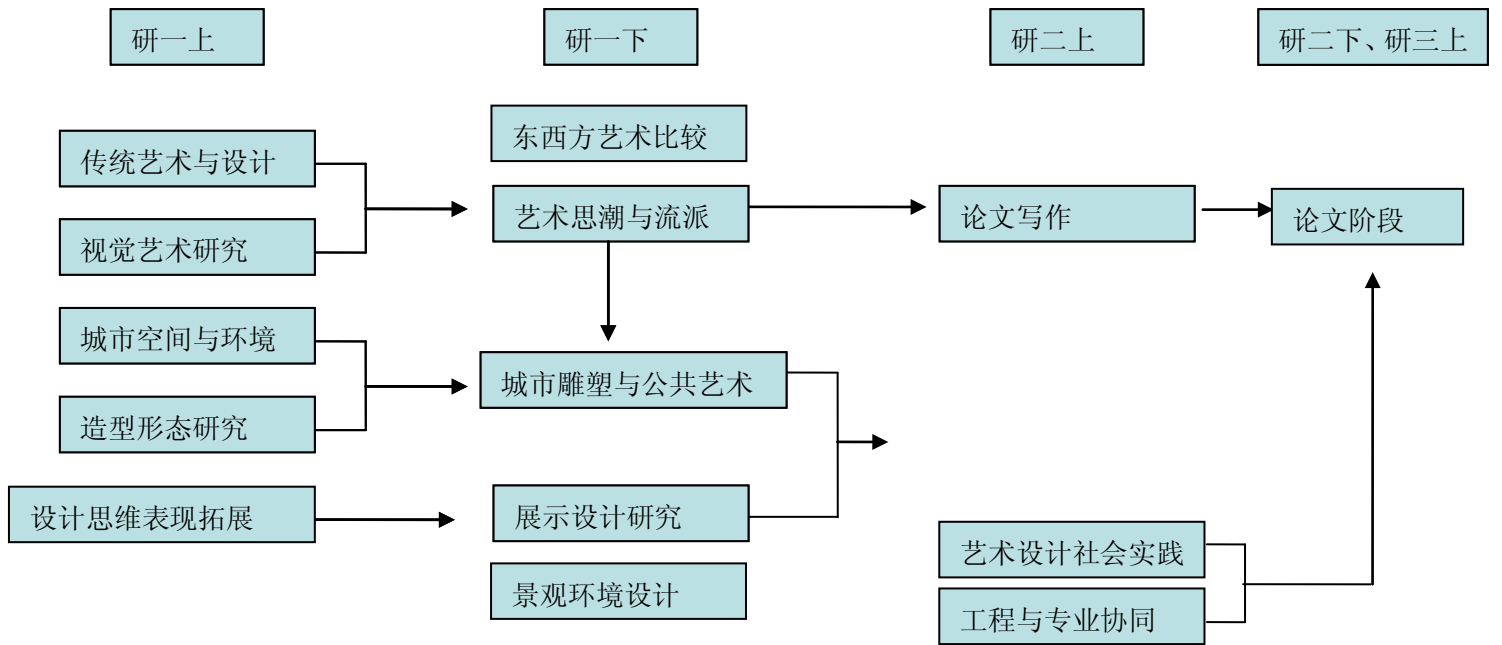 研一上
研一下
研二上
研二下、研三上
东西方艺术比较
传统艺术与设计
艺术思潮与流派
论文写作
论文阶段
视觉艺术研究
城市空间与环境
城市雕塑与公共艺术
造型形态研究
设计思维表现拓展
展示设计研究
艺术设计社会实践
景观环境设计
工程与专业协同